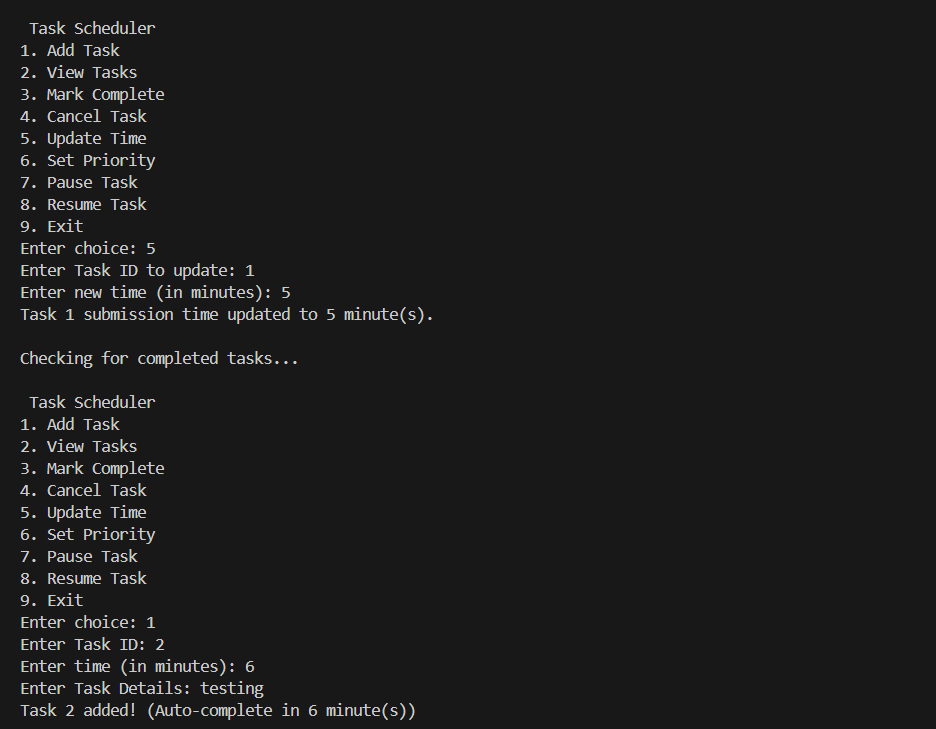 Task Scheduler
1. Add Task
2. View Tasks
3. Mark Complete
4. Cancel Task
5. Update Time
6. Set Priority
7. Pause Task
8. Resume Task
9. Exit
Enter choice: 5
Enter Task ID to update: 1
Enter new time (in minutes): 5
Task 1 submission time updated to 5 minute(s).
Checking for completed tasks...
Task Scheduler
1. Add Task
2. View Tasks
3. Mark Complete
4. Cancel Task
5. Update Time
6. Set Priority
7. Pause Task
8. Resume Task
9. Exit
Enter choice: 1
Enter Task ID: 2
Enter time (in minutes): 6
Enter Task Details: testing
Task 2 added! (Auto-complete in 6 minute(s))